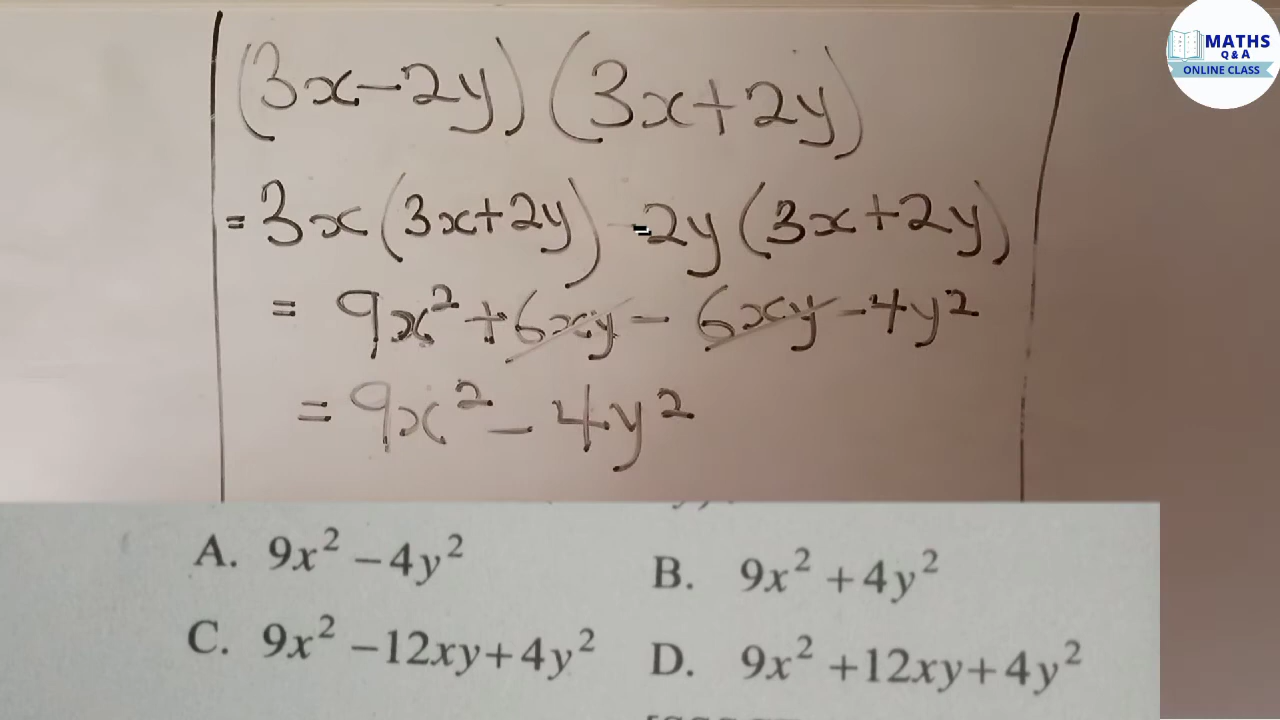 MATHS
Q & A
ONLINE CLASS
(3x-2y) (3x+2y)
= 3x(3x+2y) -2y(3x+2y)
= 9x² +6xy - 6xy -4y²
= 9x² - 4y²
A. 9x² -4y² B. 9x² +4y²
C. 9x² -12xy+4y² D. 9x² +12xy+4y²